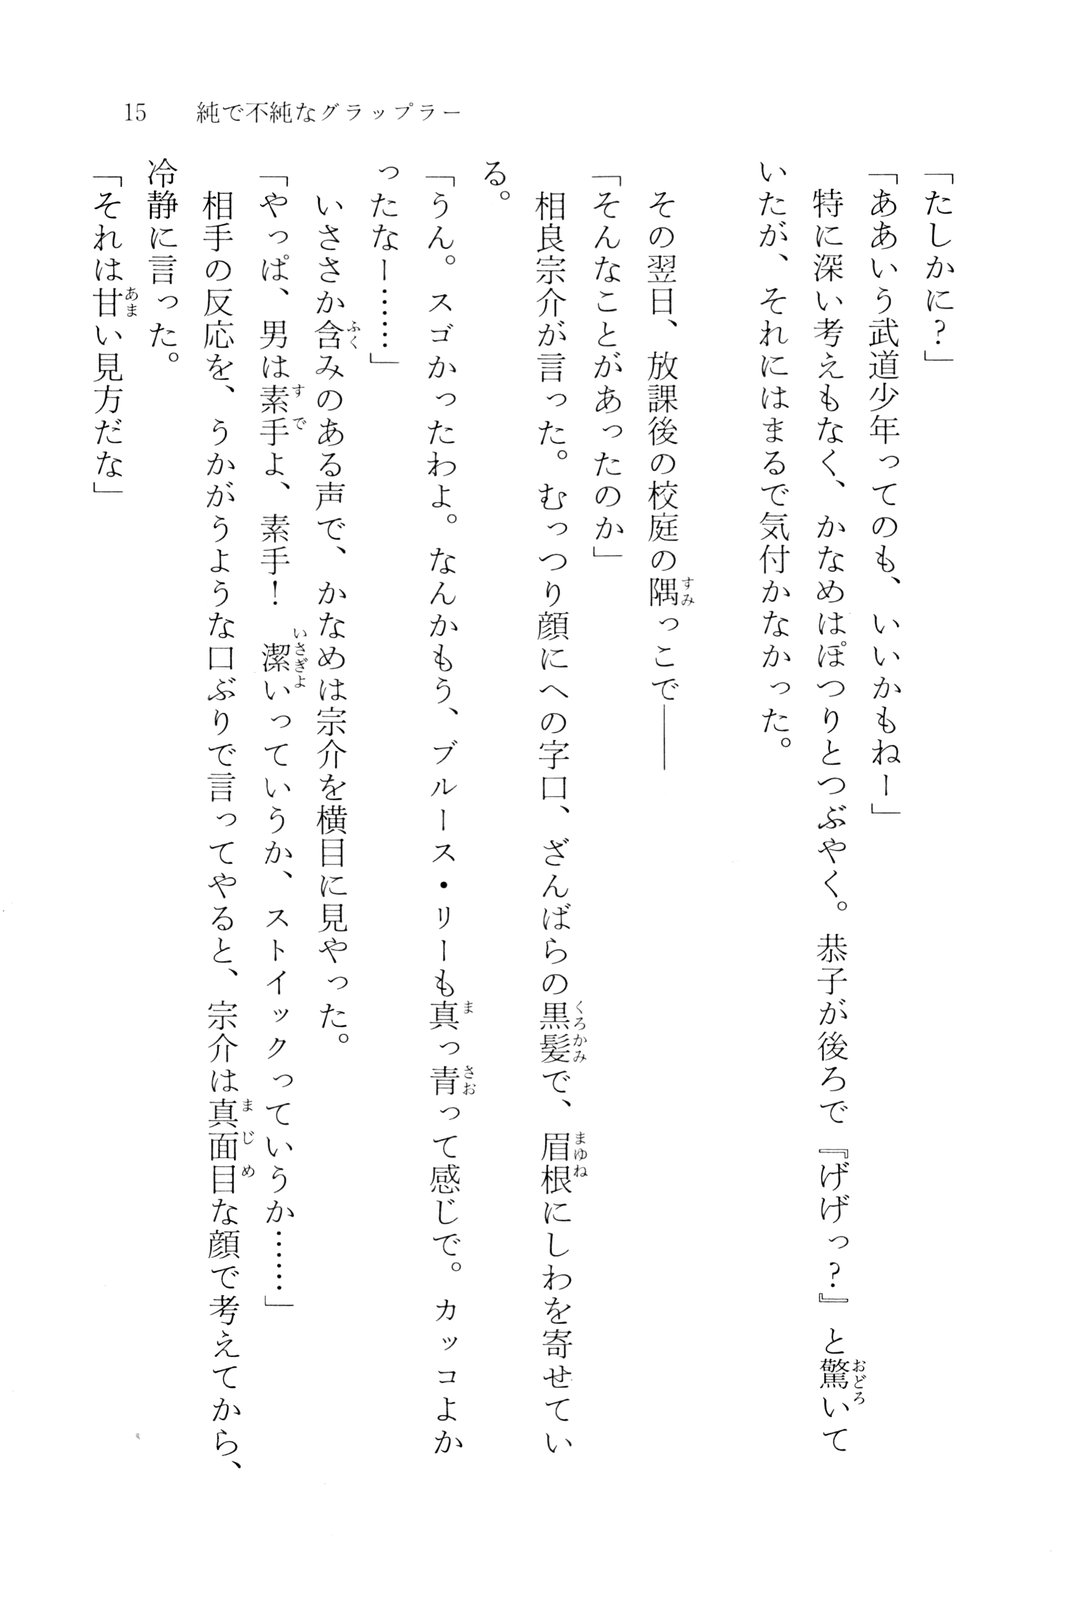 15　純で不純なグラップラー
「たしかに？」
「ああいう武道少年ってのも、いいかもねー」
　特に深い考えもなく、かなめはぽつりとつぶやく。恭子が後ろで『げげっ？』と驚いて
いたが、それにはまるで気付かなかった。
　その翌日、放課後の校庭の隅っこで――
「そんなことがあったのか」
　相良宗介が言った。むっつり顔にへの字口、ざんばらの黒髪で、眉根にしわを寄せてい
る。
「うん。スゴかったわよ。なんかもう、ブルース・リーも真っ青って感じで。カッコよか
ったなー……」
　いささか含みのある声で、かなめは宗介を横目に見やった。
「やっぱ、男は素手よ、素手！　潔いっていうか、ストイックっていうか……」
　相手の反応を、うかがうような口ぶりで言ってやると、宗介は真面目な顔で考えてから、
冷静に言った。
「それは甘い見方だな」